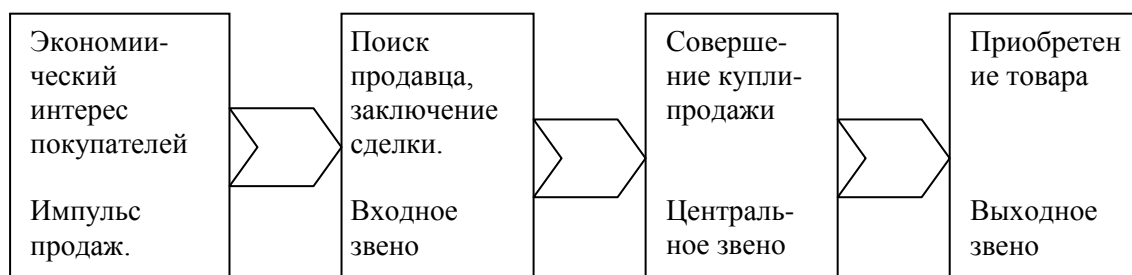 Экономии-
ческий
интерес
покупателей
Импульс
продаж.
Поиск
продавца,
заключение
сделки.
Входное
звено
Соверше-
ние купли-
продажи
Централь-
ное звено
Приобретен
ие товара
Выходное
звено